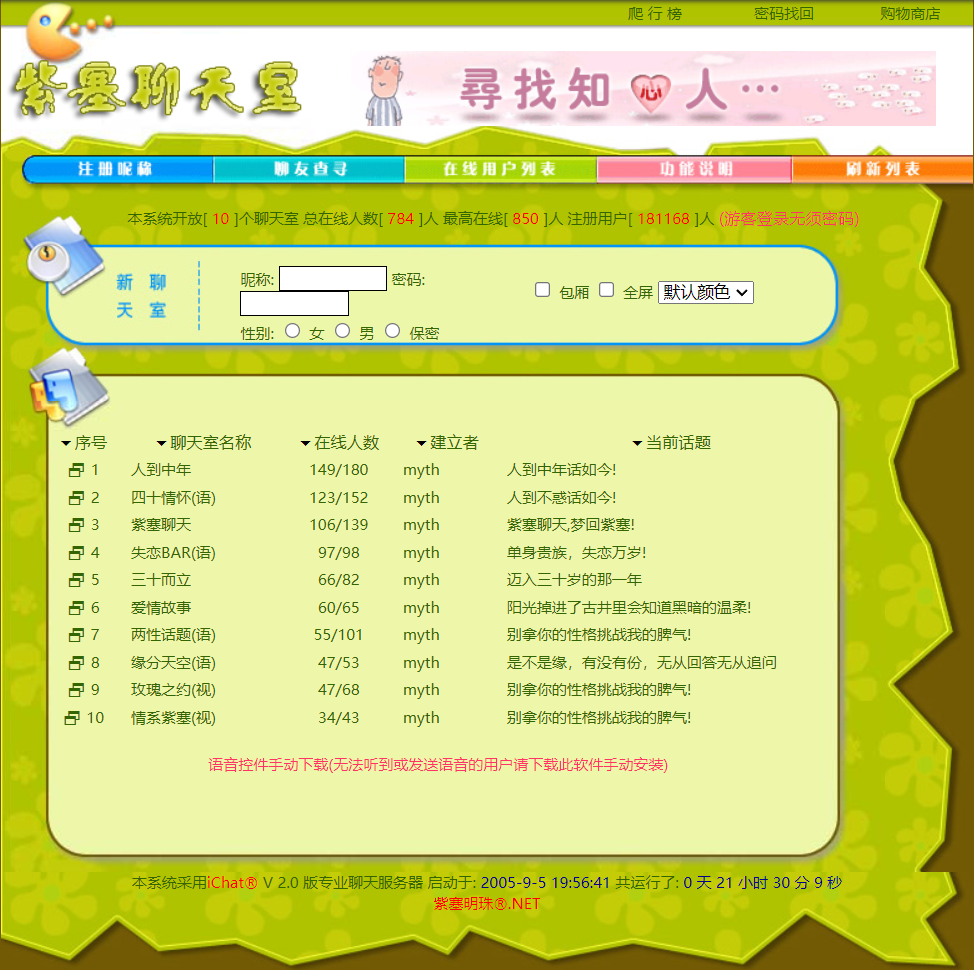 爬 行 榜 密码找回 购物商店
紫塞聊天室
尋找知心人…
注册昵称 聊友查寻 在线用户列表 功能说明 刷新列表
本系统开放[ 10 ]个聊天室 总在线人数[ 784 ]人 最高在线[ 850 ]人 注册用户[ 181168 ]人 (游客登录无须密码)
新 聊
天 室
昵称: 密码:
包厢 全屏 默认颜色
性别: 女 男 保密
序号 聊天室名称 在线人数 建立者 当前话题
1 人到中年 149/180 myth 人到中年话如今!
2 四十情怀(语) 123/152 myth 人到不惑话如今!
3 紫塞聊天 106/139 myth 紫塞聊天,梦回紫塞!
4 失恋BAR(语) 97/98 myth 单身贵族，失恋万岁!
5 三十而立 66/82 myth 迈入三十岁的那一年
6 爱情故事 60/65 myth 阳光掉进了古井里会知道黑暗的温柔!
7 两性话题(语) 55/101 myth 别拿你的性格挑战我的脾气!
8 缘分天空(语) 47/53 myth 是不是缘，有没有份，无从回答无从追问
9 玫瑰之约(视) 47/68 myth 别拿你的性格挑战我的脾气!
10 情系紫塞(视) 34/43 myth 别拿你的性格挑战我的脾气!
语音控件手动下载(无法听到或发送语音的用户请下载此软件手动安装)
本系统采用iChat® V 2.0 版专业聊天服务器 启动于: 2005-9-5 19:56:41 共运行了: 0 天 21 小时 30 分 9 秒
紫塞明珠®.NET